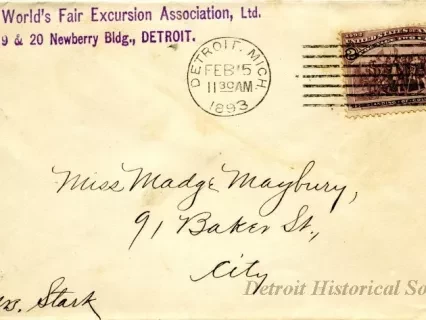 World's Fair Excursion Association, Ltd.
9 & 20 Newberry Bldg., DETROIT.
DETROIT, MICH.
FEB 15
11 30 AM
1893
Miss Madge Maybury,
91 Baker St.,
City
Stark
Detroit Historical So